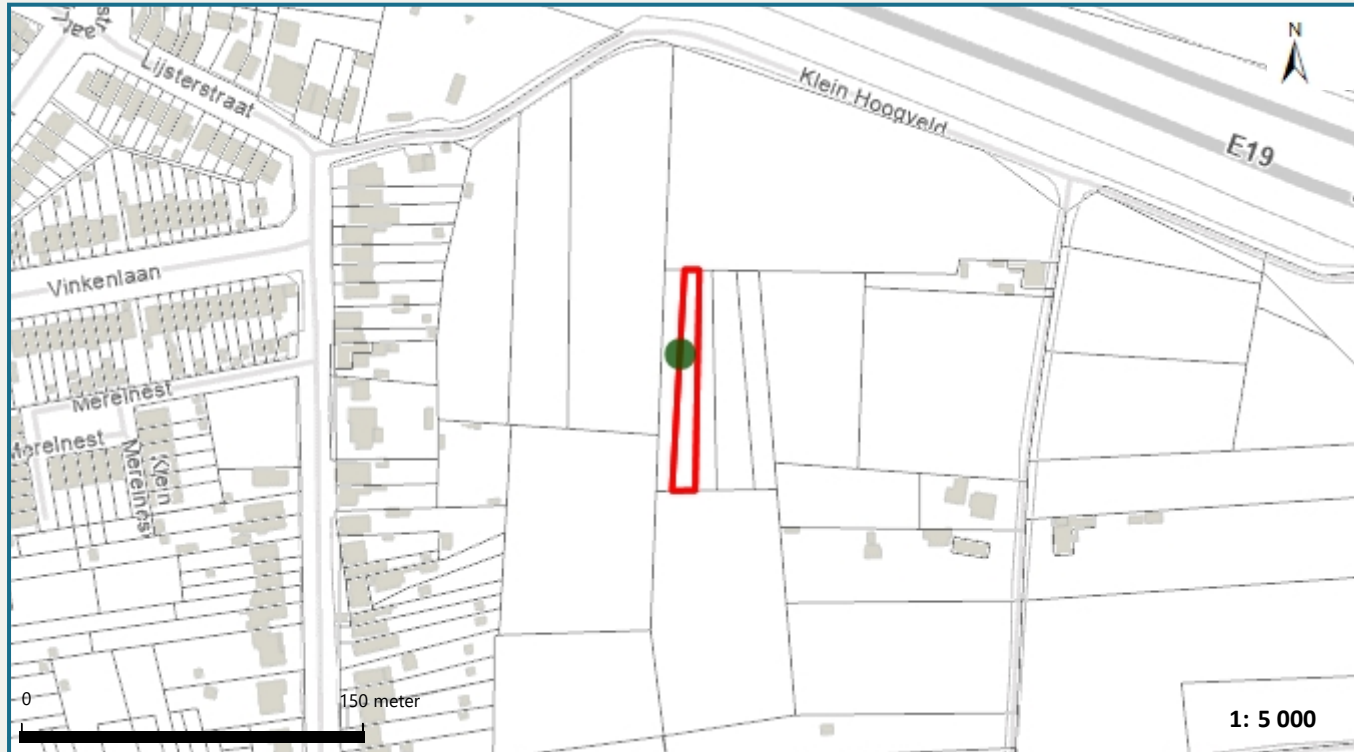 Lijsterstraat
Klein Hoogveld
N
E19
Vinkenlaan
Merelnest
Merelnest
Klein
Merelnest
0
150 meter
1: 5 000